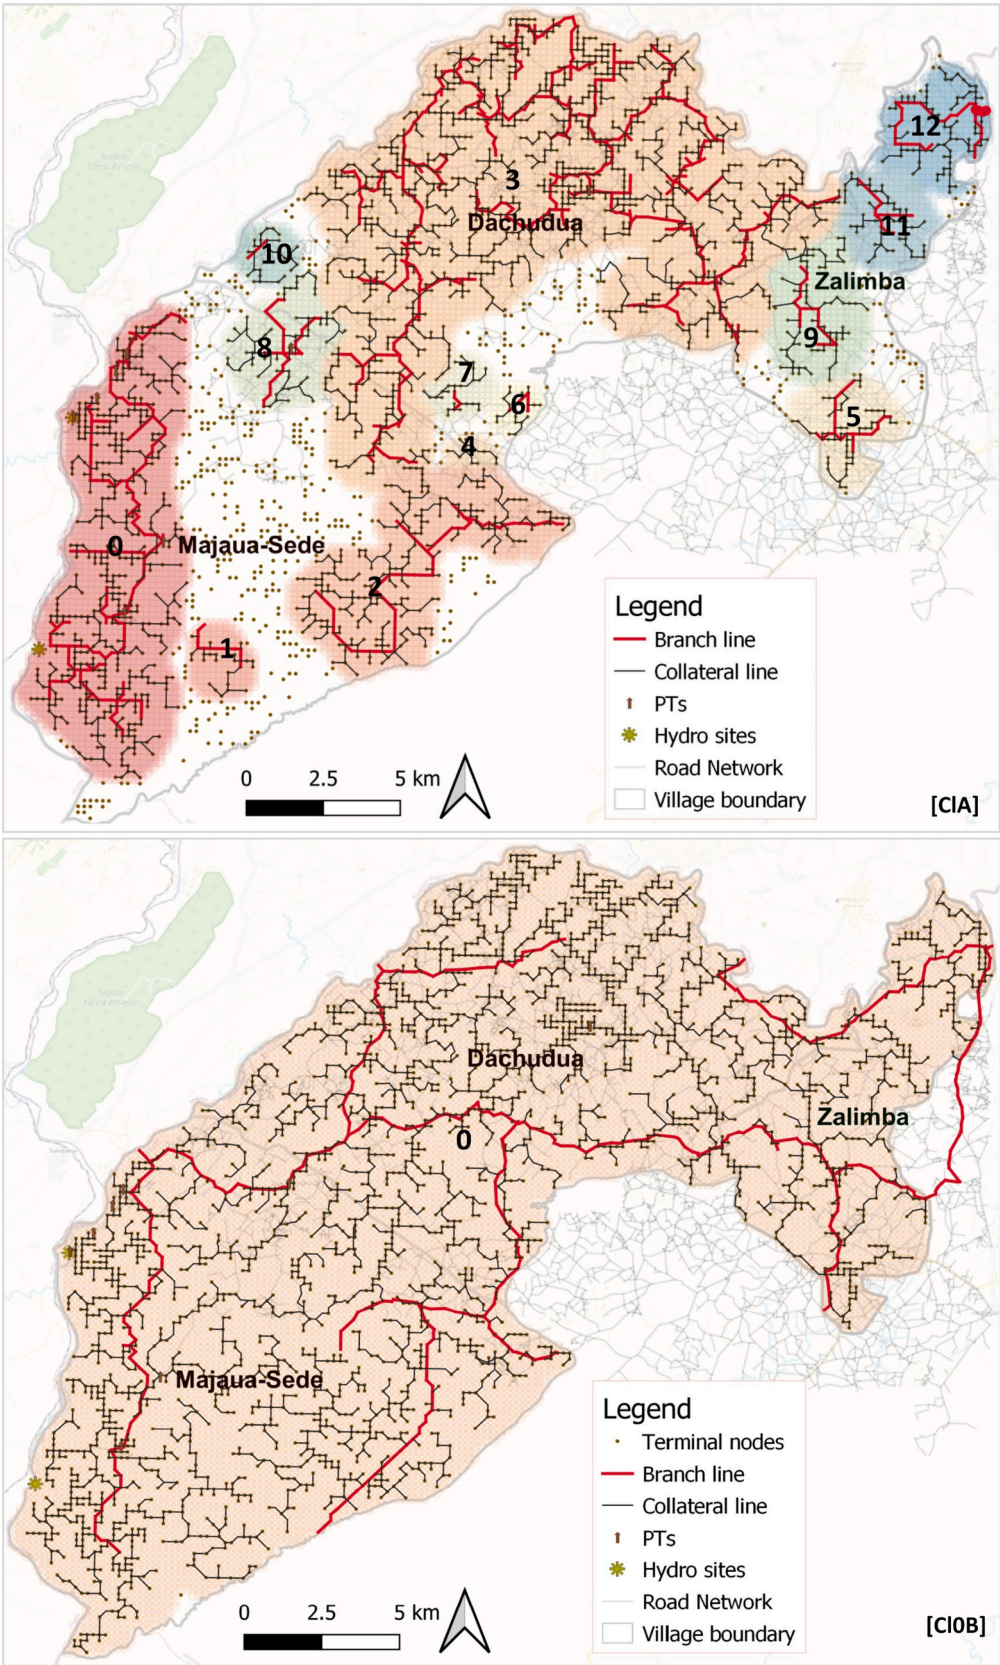 12
3
Dachudua
11
10
Zalimba
9
8
7
6
5
4
0
Majaua-Sede
2
1
Legend
Branch line
Collateral line
PTs
Hydro sites
Road Network
Village boundary
0 2.5 5 km
[ClA]
Dachudua
Zalimba
0
Majaua-Sede
Legend
Terminal nodes
Branch line
Collateral line
PTs
Hydro sites
Road Network
Village boundary
0 2.5 5 km
[Cl0B]